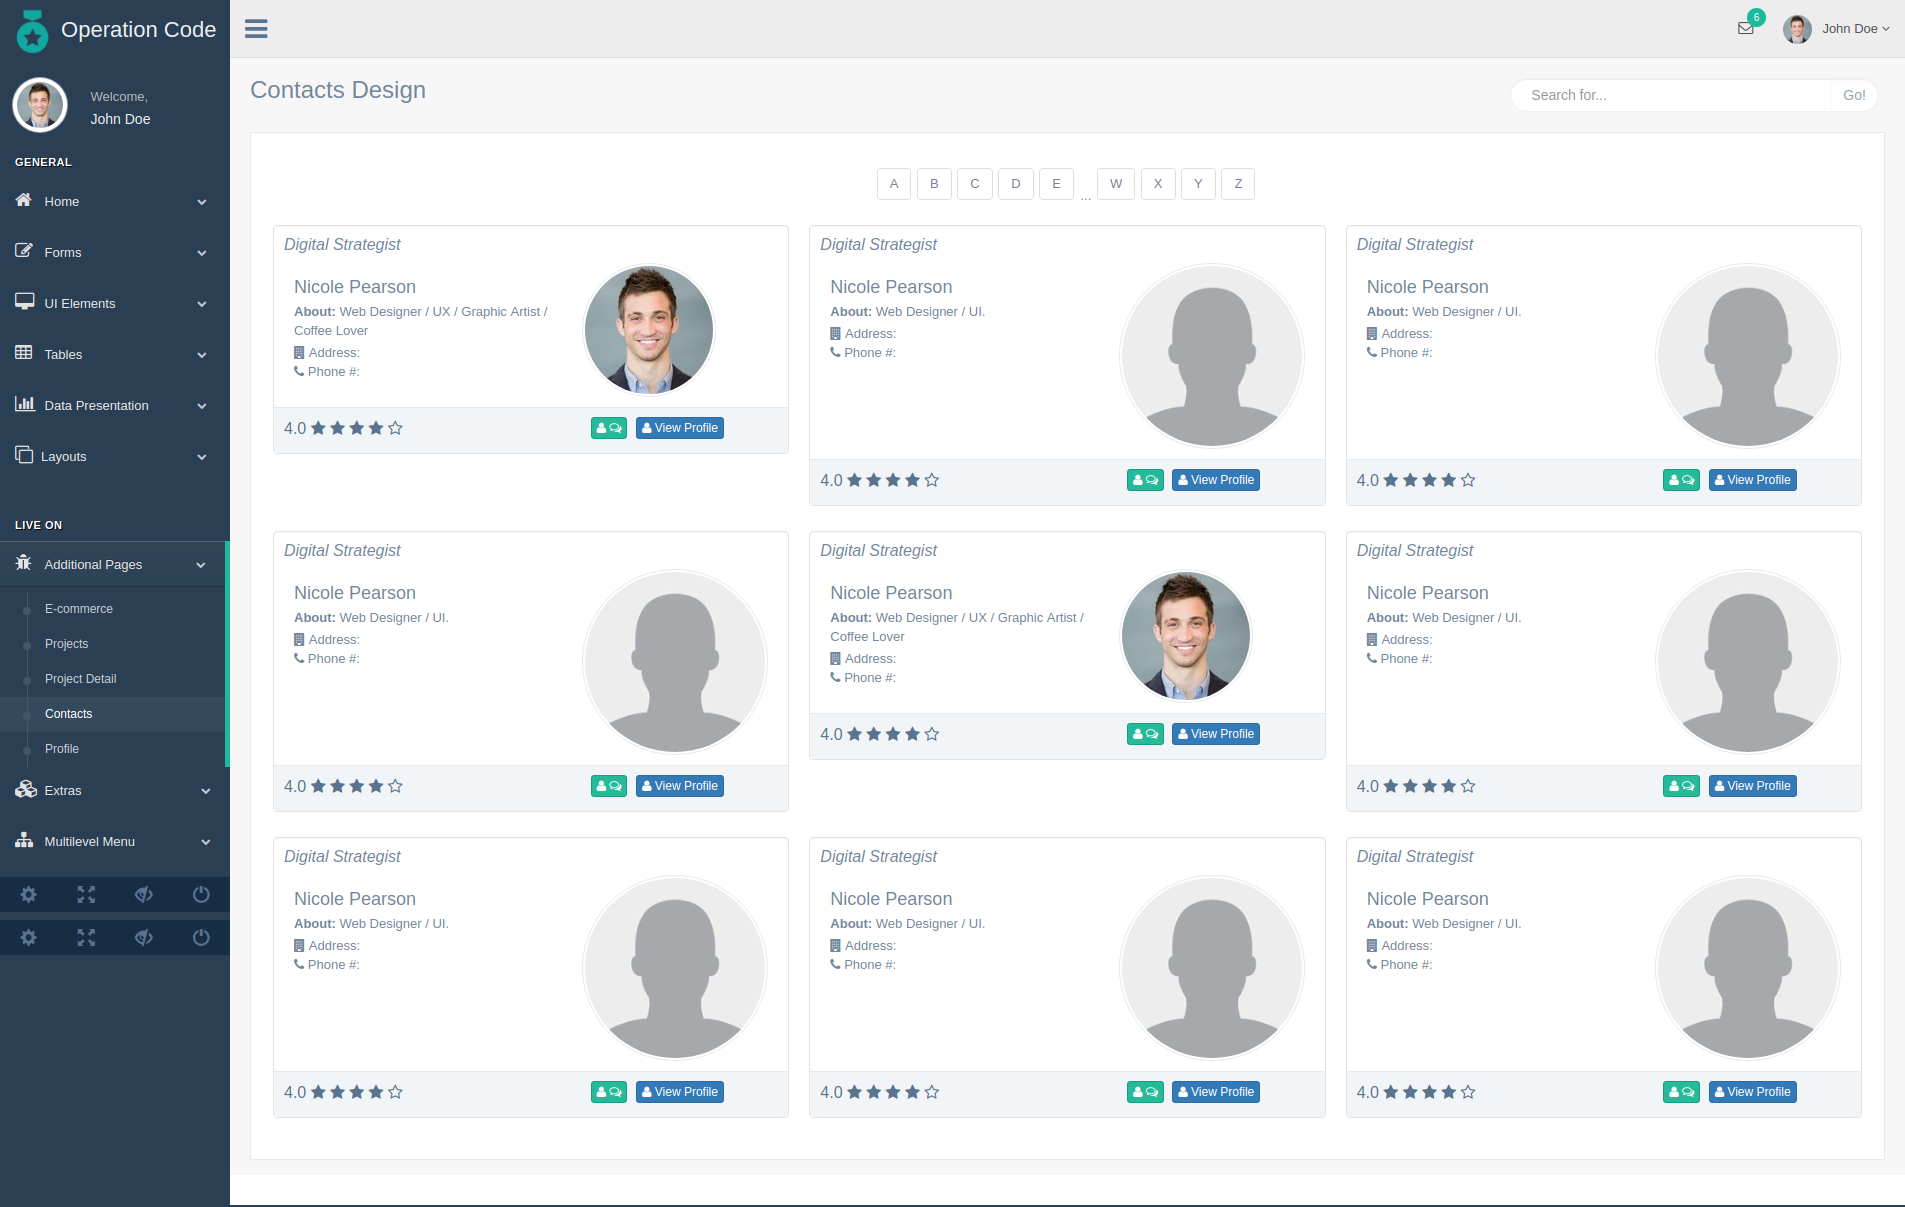 Operation Code
6
John Doe
Welcome,
John Doe
GENERAL
Home
Forms
UI Elements
Tables
Data Presentation
Layouts
LIVE ON
Additional Pages
E-commerce
Projects
Project Detail
Contacts
Profile
Extras
Multilevel Menu
Contacts Design
Search for...
Go!
A B C D E ... W X Y Z
Digital Strategist
Nicole Pearson
About: Web Designer / UX / Graphic Artist /
Coffee Lover
Address:
Phone #:
4.0
View Profile
Digital Strategist
Nicole Pearson
About: Web Designer / UI.
Address:
Phone #:
4.0
View Profile
Digital Strategist
Nicole Pearson
About: Web Designer / UI.
Address:
Phone #:
4.0
View Profile
Digital Strategist
Nicole Pearson
About: Web Designer / UI.
Address:
Phone #:
4.0
View Profile
Digital Strategist
Nicole Pearson
About: Web Designer / UX / Graphic Artist /
Coffee Lover
Address:
Phone #:
4.0
View Profile
Digital Strategist
Nicole Pearson
About: Web Designer / UI.
Address:
Phone #:
4.0
View Profile
Digital Strategist
Nicole Pearson
About: Web Designer / UI.
Address:
Phone #:
4.0
View Profile
Digital Strategist
Nicole Pearson
About: Web Designer / UI.
Address:
Phone #:
4.0
View Profile
Digital Strategist
Nicole Pearson
About: Web Designer / UI.
Address:
Phone #:
4.0
View Profile